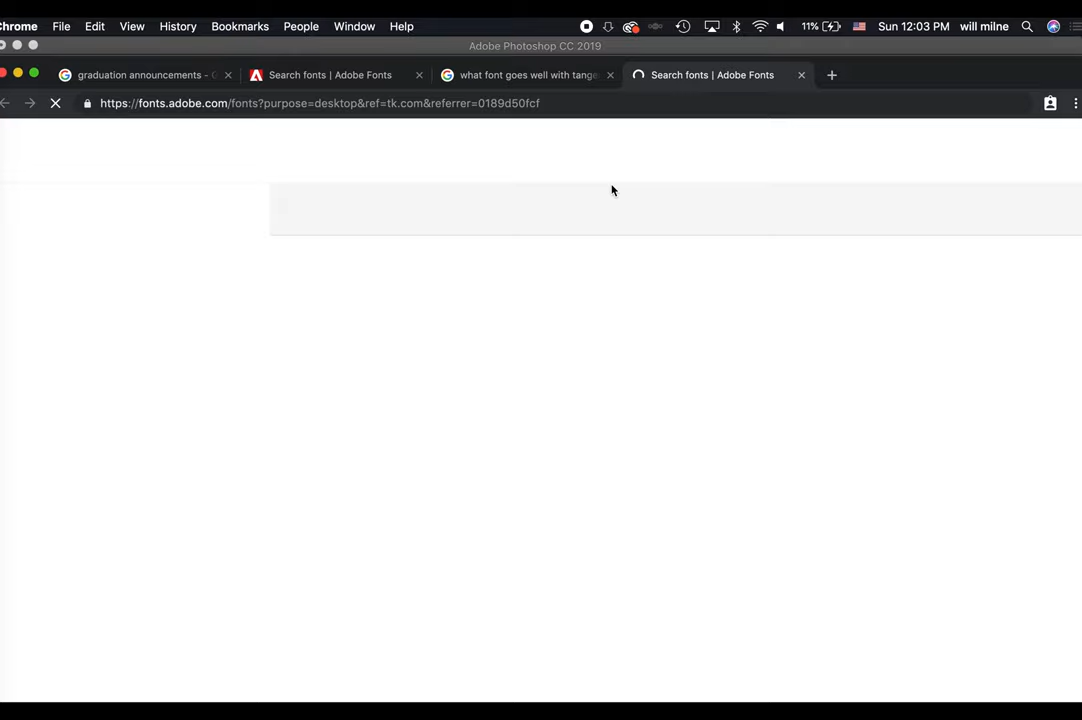 Chrome File Edit View History Bookmarks People Window Help 11% Sun 12:03 PM will milne
Adobe Photoshop CC 2019
graduation announcements - G Search fonts | Adobe Fonts what font goes well with tange Search fonts | Adobe Fonts
https://fonts.adobe.com/fonts?purpose=desktop&ref=tk.com&referrer=0189d50fcf